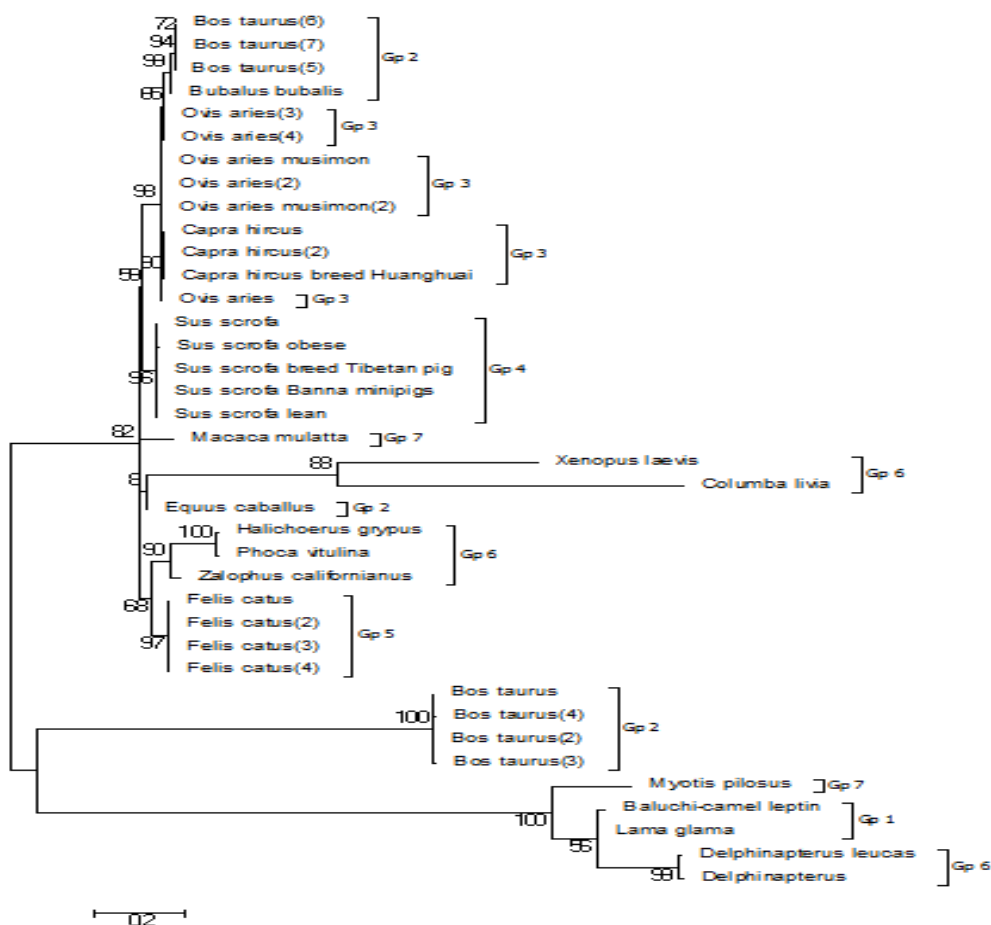 72
Bos taurus(6)
94
Bos taurus(7)
Gp 2
99
Bos taurus(5)
85
Bubalus bubalis
Ovis aries(3)
Gp 3
Ovis aries(4)
Ovis aries musimon
98
Ovis aries(2)
Gp 3
Ovis aries musimon(2)
Capra hircus
Capra hircus(2)
Gp 3
59
Capra hircus breed Huanghuai
Ovis aries
Gp 3
Sus scrofa
Sus scrofa obese
96
Sus scrofa breed Tibetan pig
Gp 4
Sus scrofa Banna minipigs
Sus scrofa lean
82
Macaca mulatta
Gp 7
88
Xenopus laevis
Gp 6
8
Columba livia
Equus caballus
Gp 2
100
Halichoerus grypus
90
Phoca vitulina
Gp 6
Zalophus californianus
68
Felis catus
Felis catus(2)
Gp 5
97
Felis catus(3)
Felis catus(4)
Bos taurus
100
Bos taurus(4)
Gp 2
Bos taurus(2)
Bos taurus(3)
Myotis pilosus
Gp 7
100
Baluchi-camel leptin
Gp 1
Lama glama
56
Delphinapterus leucas
Gp 6
99
Delphinapterus
0.2